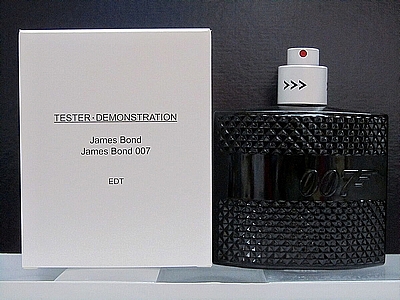 TESTER·DEMONSTRATION
James Bond
James Bond 007
EDT
>>>
007